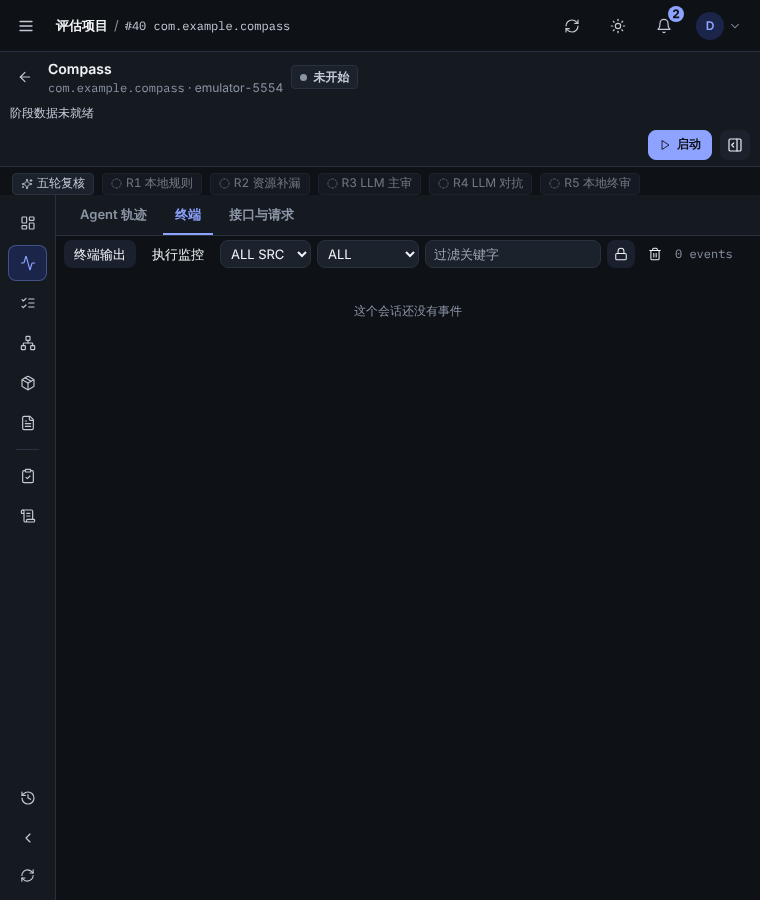 评估项目 / #40 com.example.compass
2
D
Compass
com.example.compass · emulator-5554
未开始
阶段数据未就绪
启动
五轮复核 R1 本地规则 R2 资源补漏 R3 LLM 主审 R4 LLM 对抗 R5 本地终审
Agent 轨迹 终端 接口与请求
终端输出 执行监控 ALL SRC ALL 过滤关键字 0 events
这个会话还没有事件